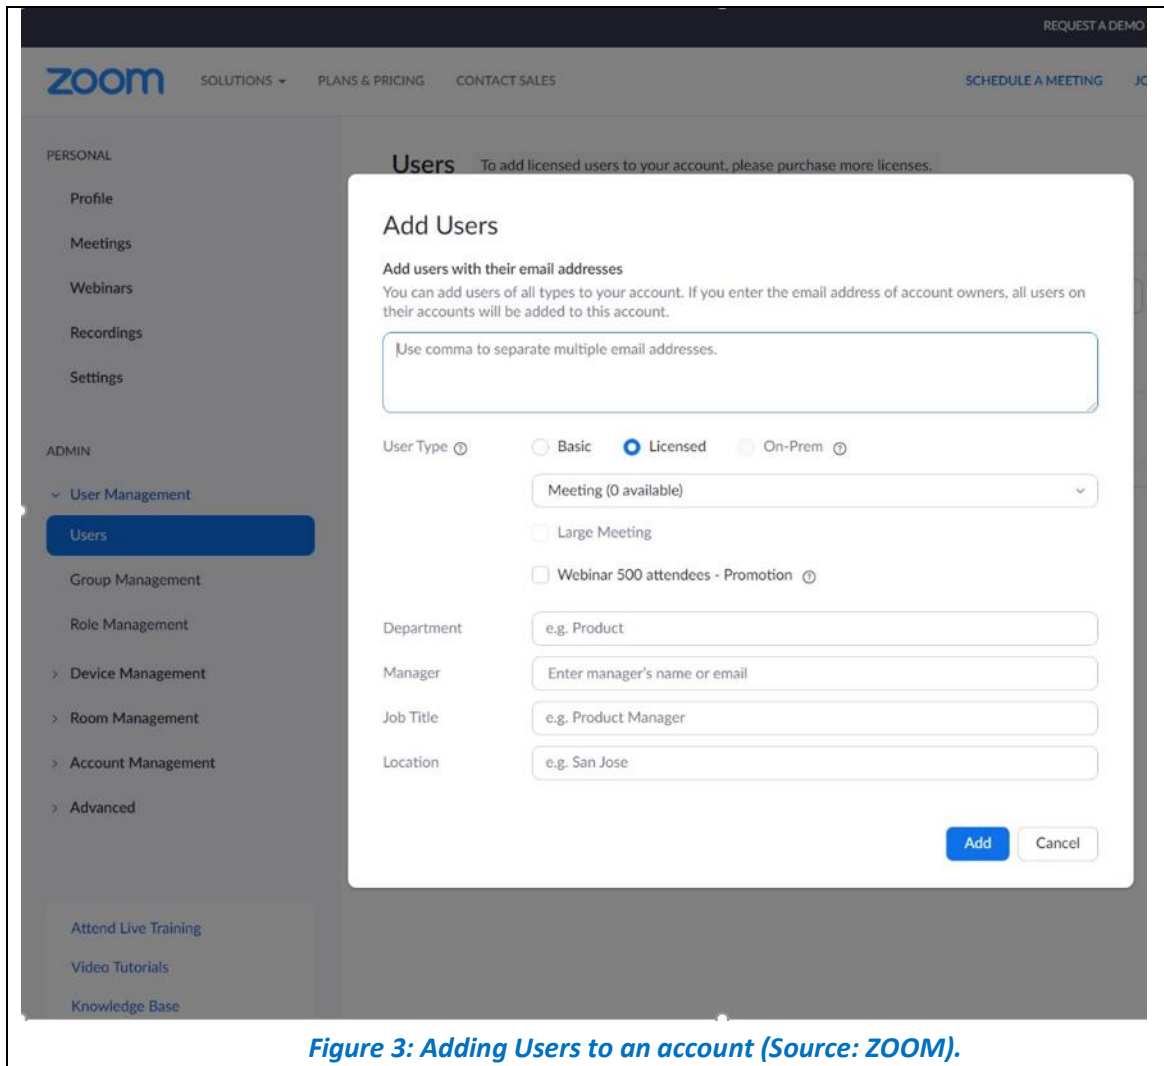 REQUEST A DEMO
zoom
SOLUTIONS
PLANS & PRICING
CONTACT SALES
SCHEDULE A MEETING
PERSONAL
Profile
Meetings
Webinars
Recordings
Settings
ADMIN
User Management
Users
Group Management
Role Management
Device Management
Room Management
Account Management
Advanced
Attend Live Training
Video Tutorials
Knowledge Base
Users
To add licensed users to your account, please purchase more licenses.
Add Users
Add users with their email addresses
You can add users of all types to your account. If you enter the email address of account owners, all users on
their accounts will be added to this account.
Use comma to separate multiple email addresses.
User Type
Basic
Licensed
On-Prem
Meeting (0 available)
Large Meeting
Webinar 500 attendees - Promotion
Department
e.g. Product
Manager
Enter manager's name or email
Job Title
e.g. Product Manager
Location
e.g. San Jose
Add
Cancel
Figure 3: Adding Users to an account (Source: ZOOM).